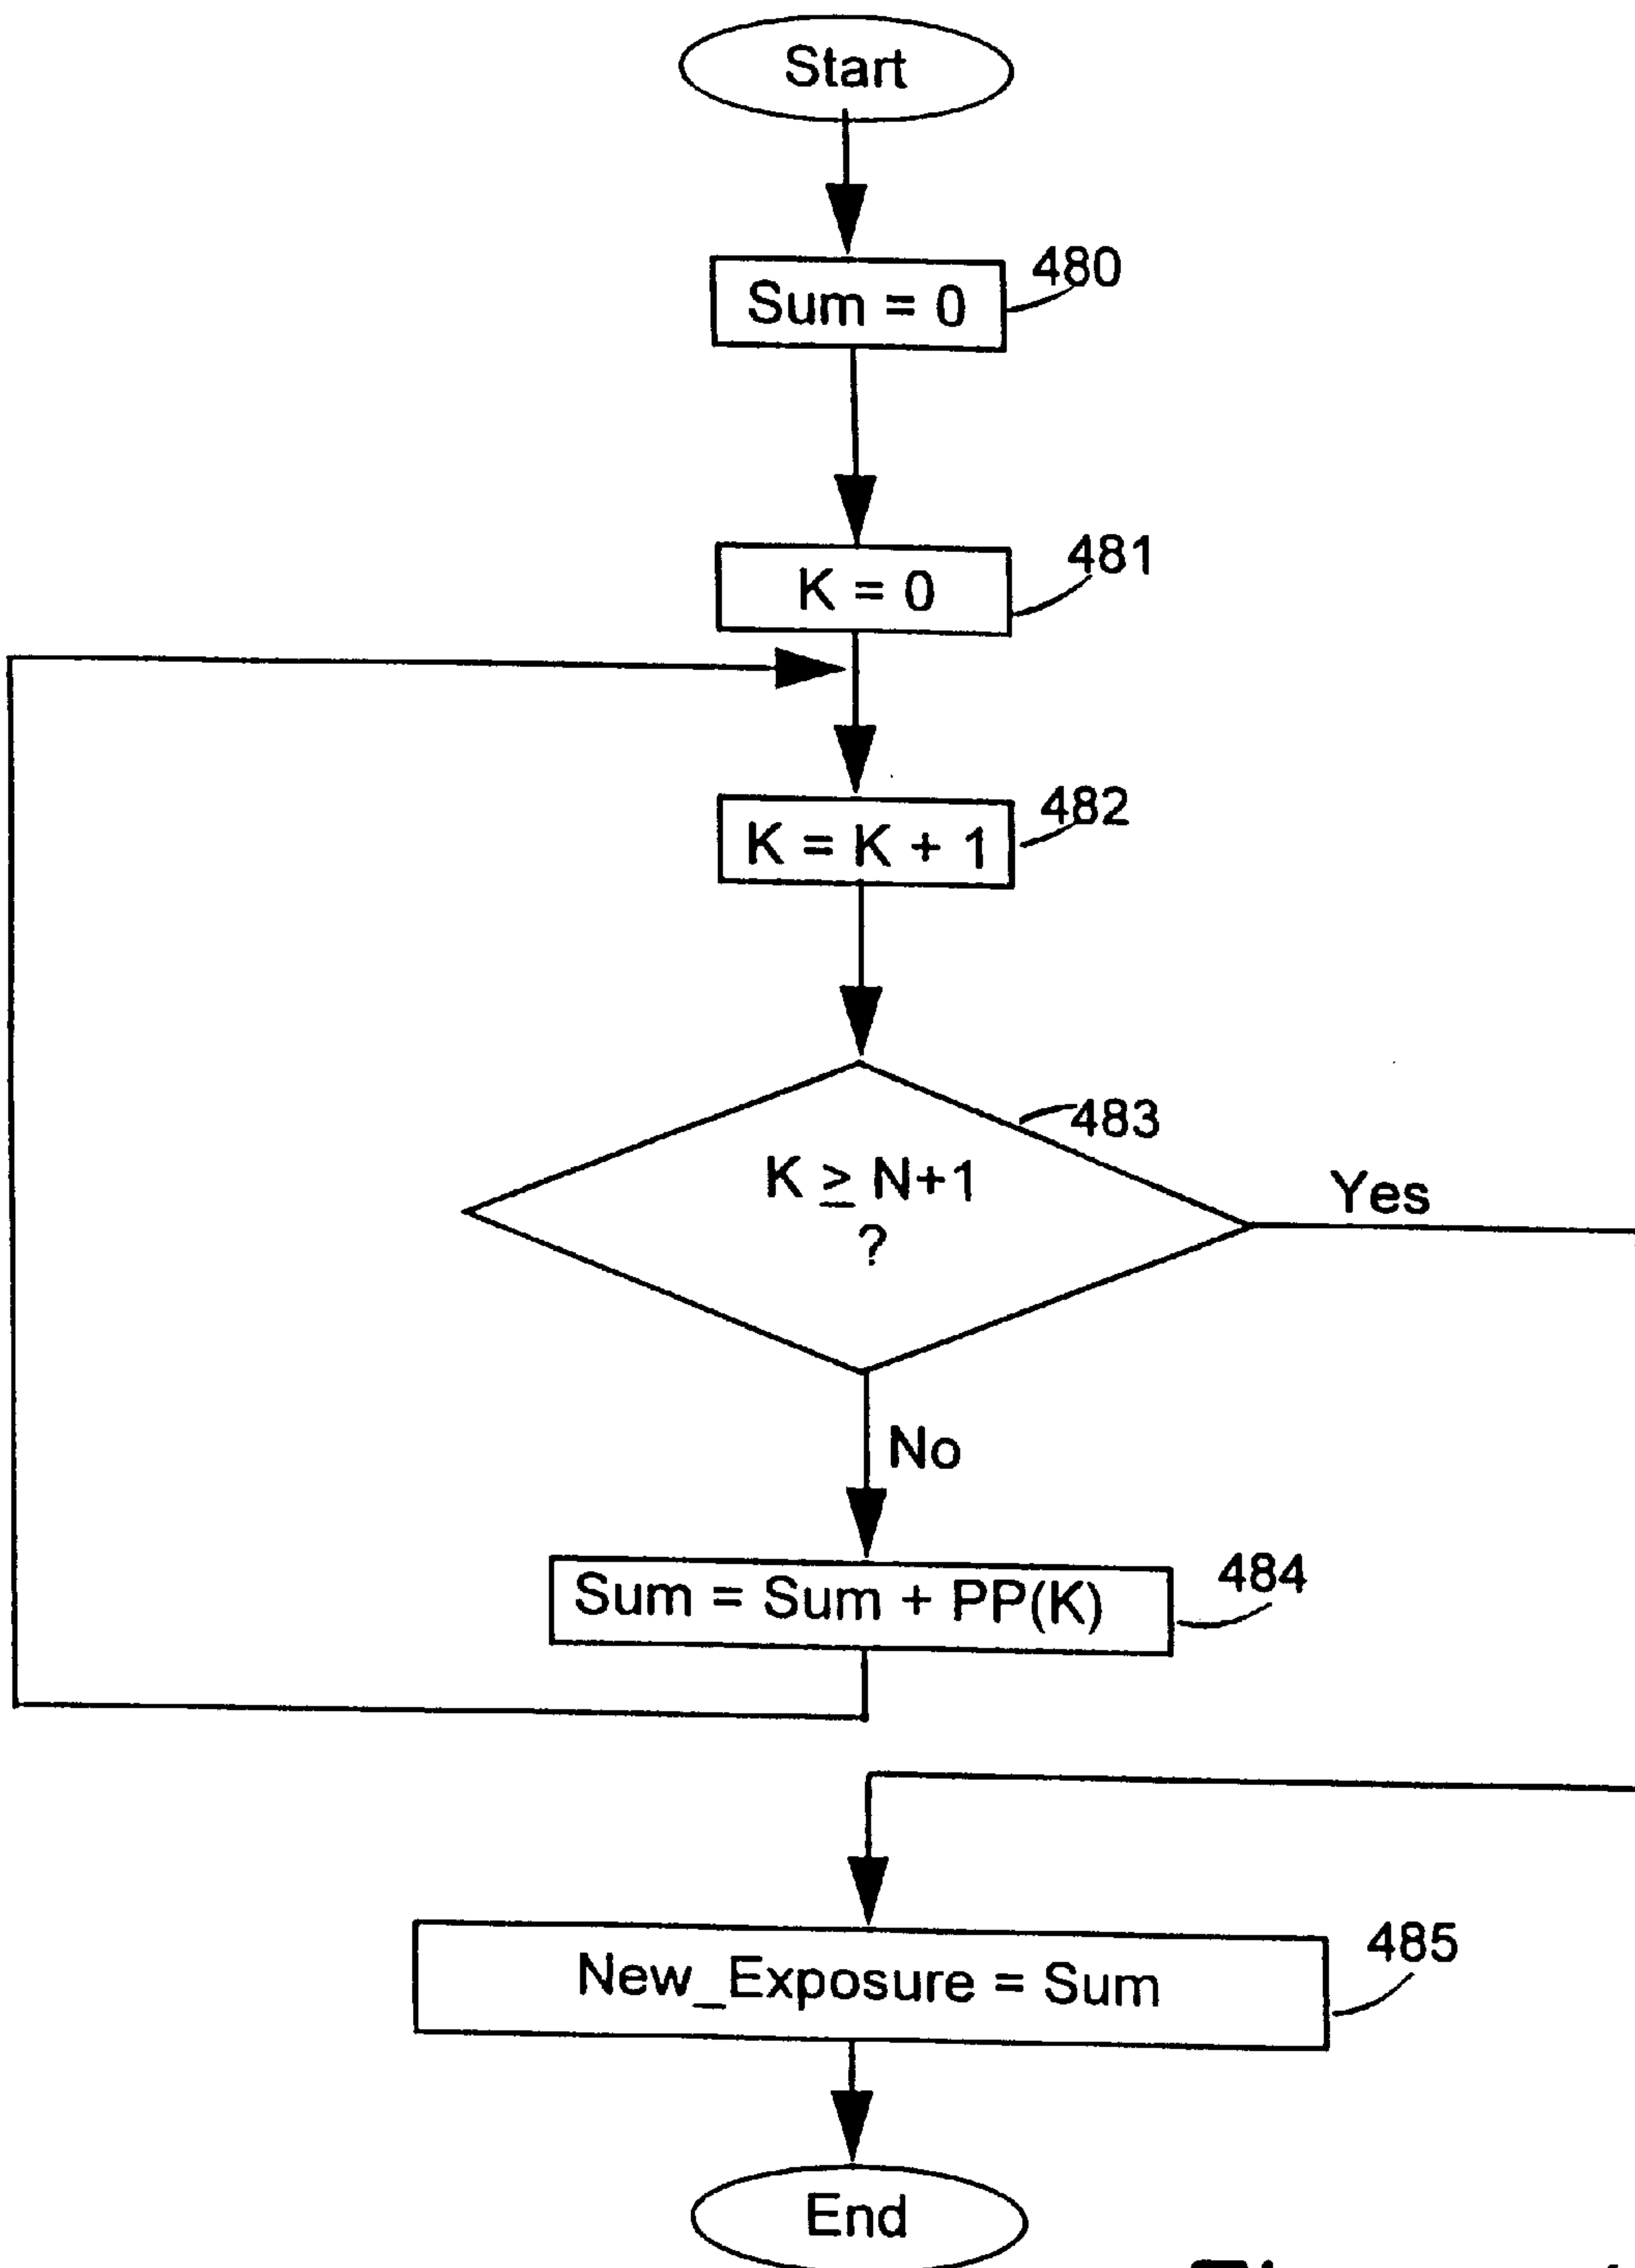 Start
480
Sum = 0
481
K = 0
482
K = K + 1
483
K ≥ N+1
?
Yes
No
484
Sum = Sum + PP(K)
485
New_Exposure = Sum
End